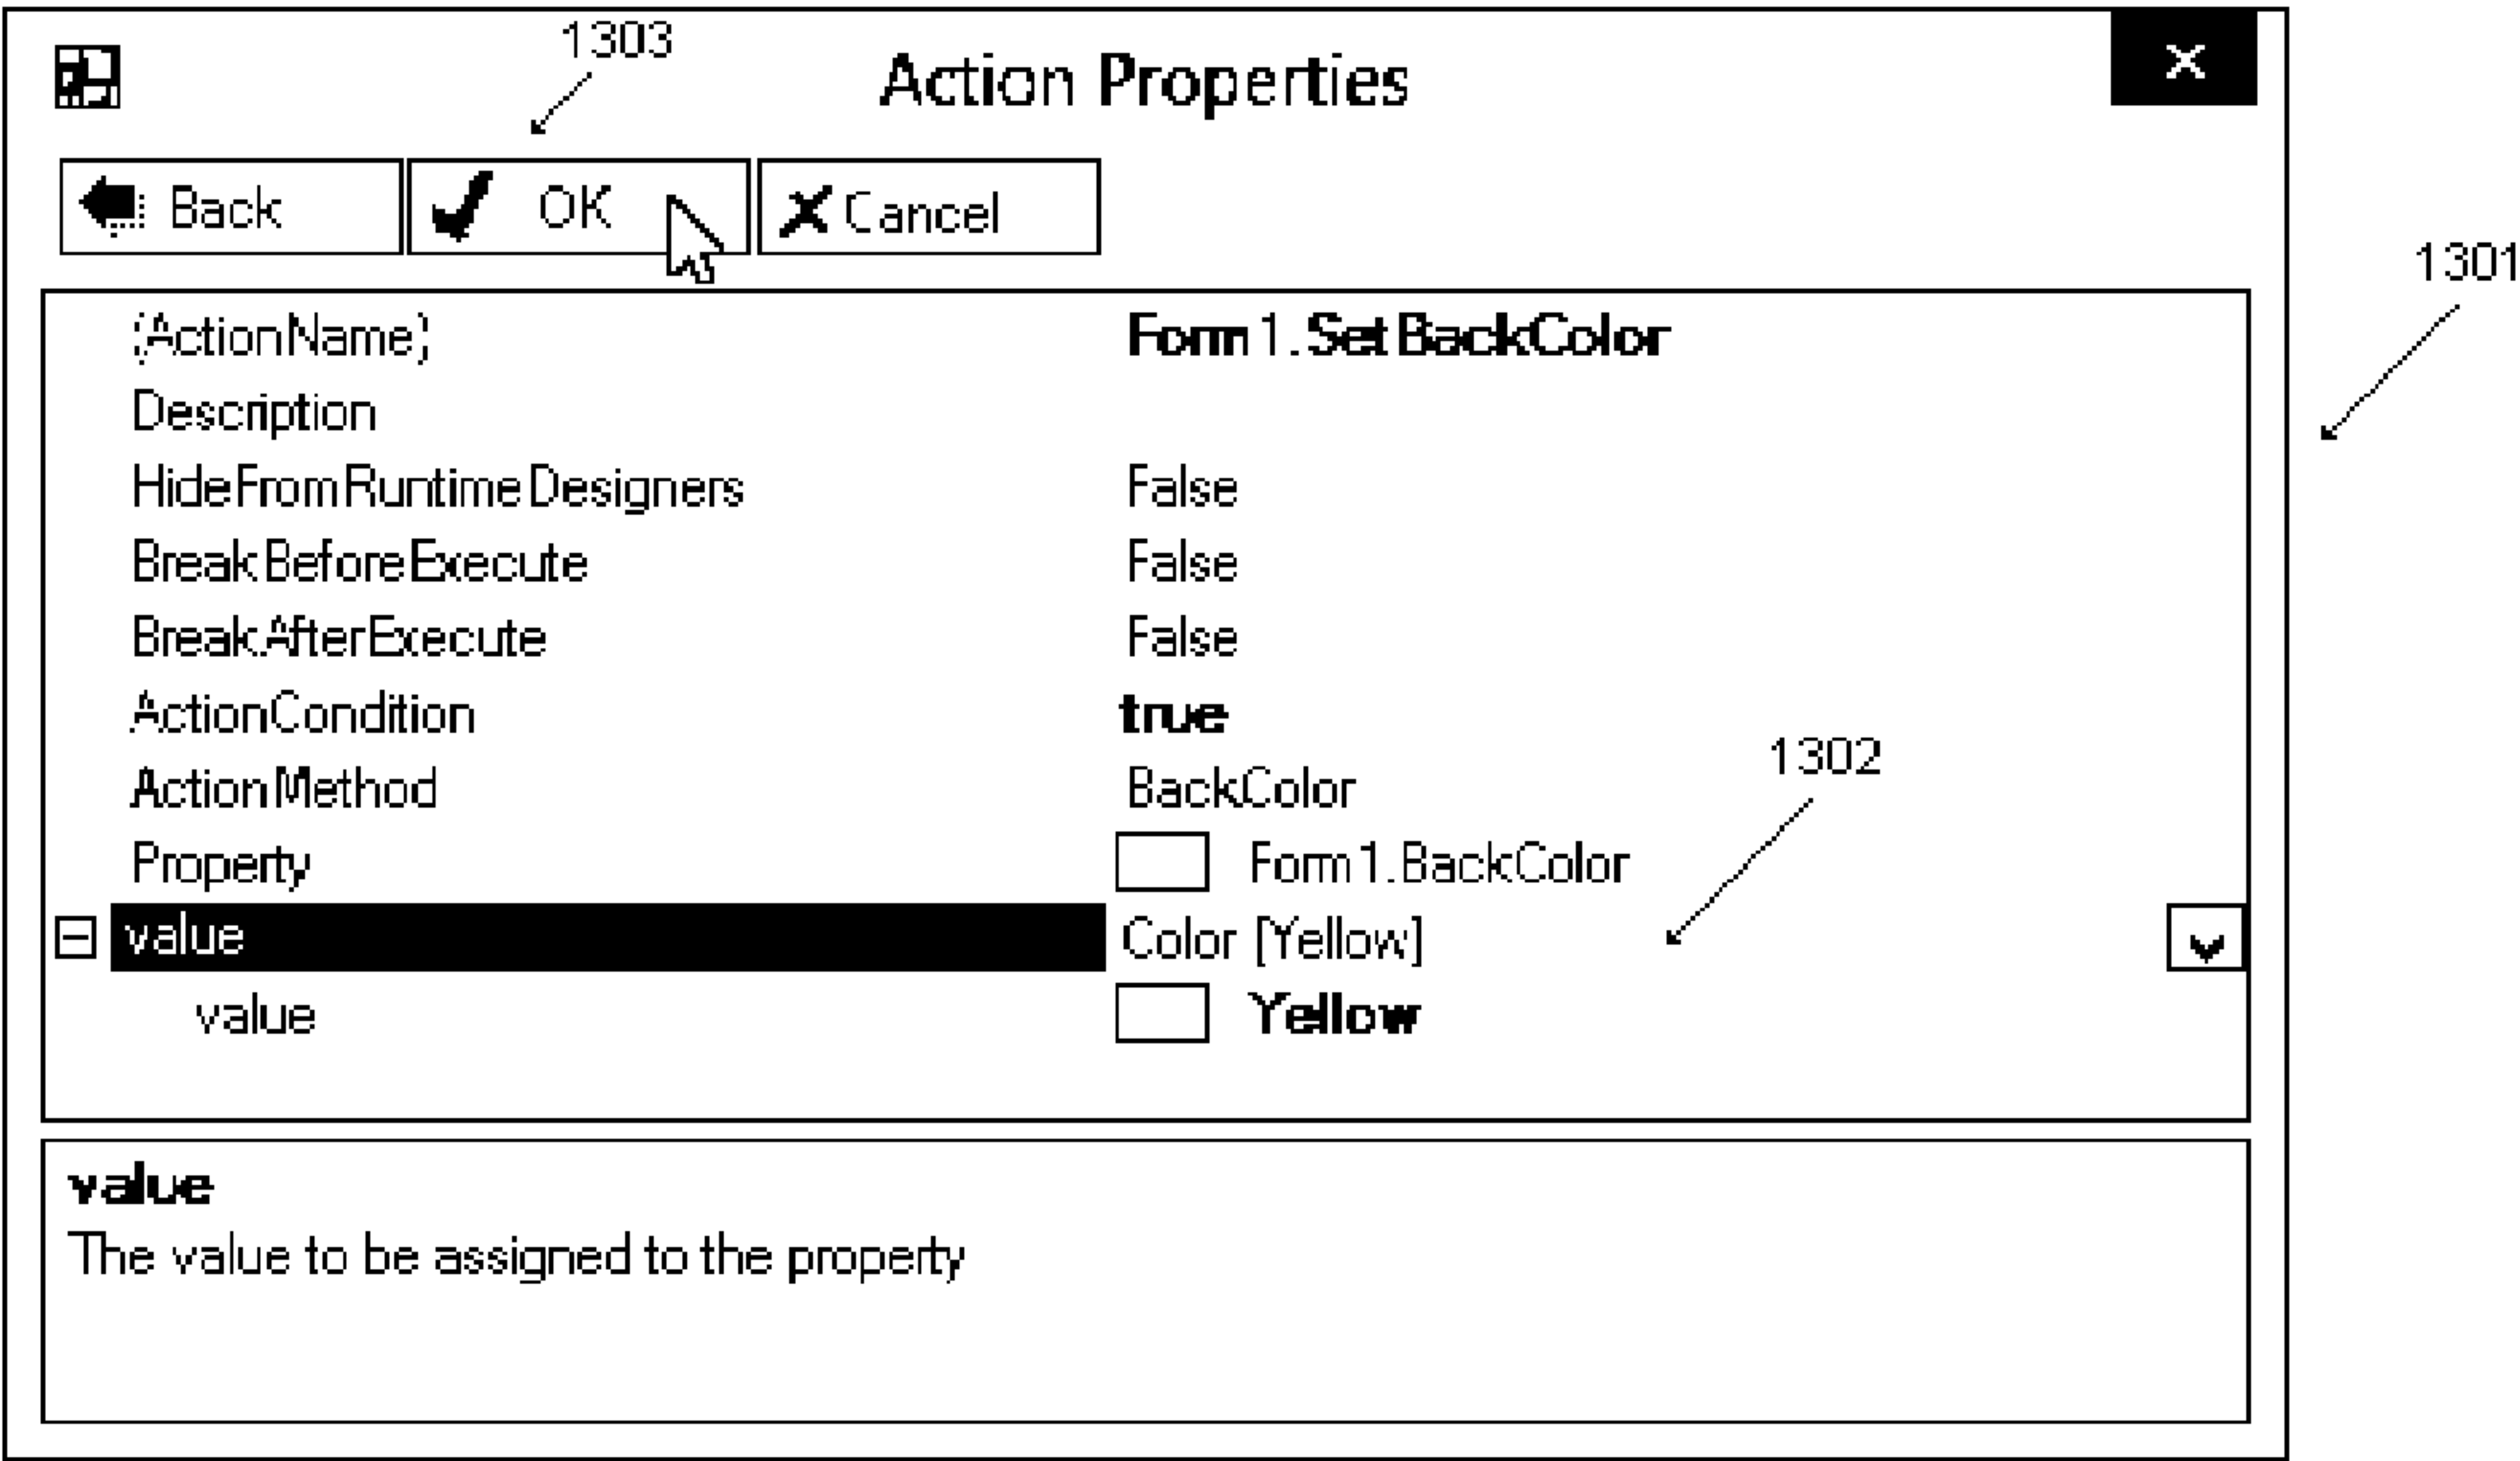 1303
Action Properties
X
Back OK Cancel
1301
(ActionName) Form1.SetBackColor
Description
HideFromRuntimeDesigners False
BreakBeforeExecute False
BreakAfterExecute False
ActionCondition true
1302
ActionMethod BackColor
Property Form1.BackColor
value Color [Yellow]
value Yellow
value
The value to be assigned to the property